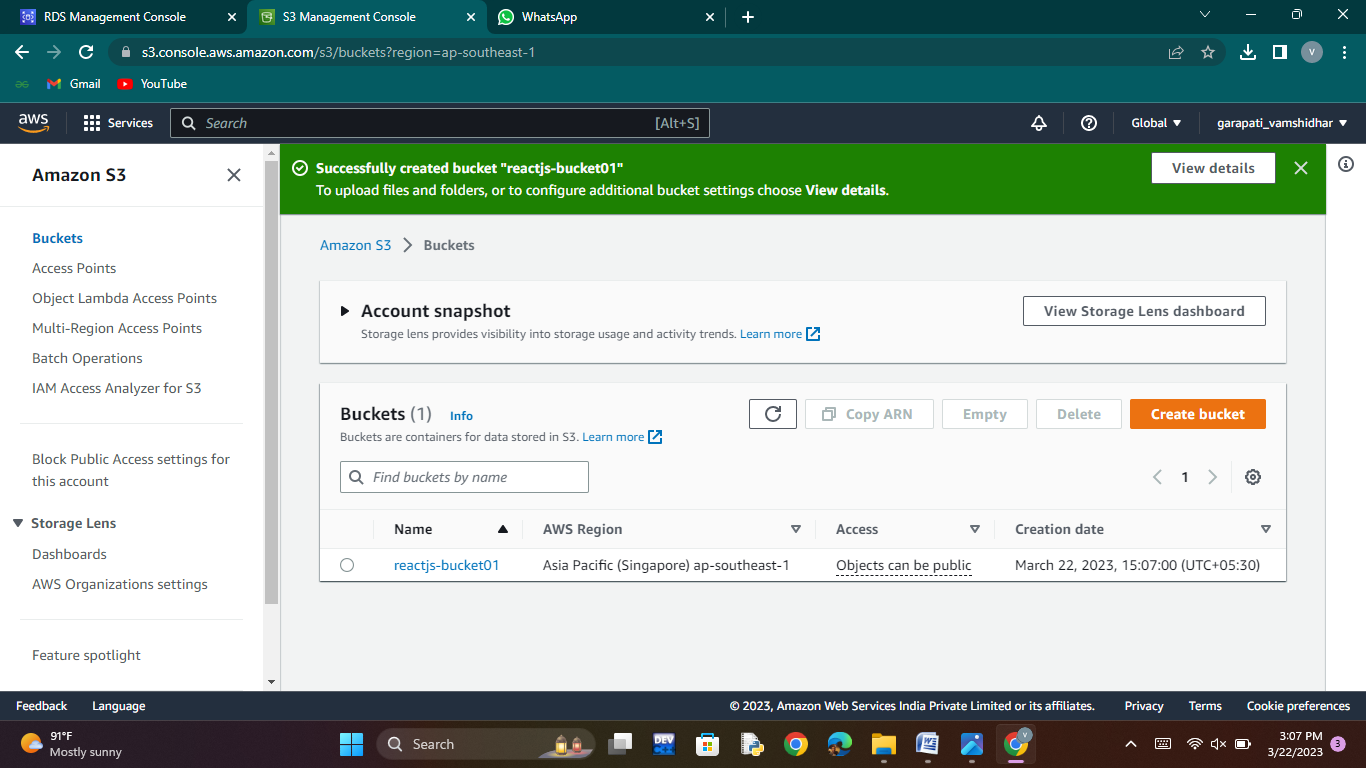 RDS Management Console
S3 Management Console
WhatsApp
s3.console.aws.amazon.com/s3/buckets?region=ap-southeast-1
V
Gmail
YouTube
aws
Services
Search
[Alt+S]
Global
garapati_vamshidhar
Amazon S3
Buckets
Access Points
Object Lambda Access Points
Multi-Region Access Points
Batch Operations
IAM Access Analyzer for S3
Block Public Access settings for
this account
Storage Lens
Dashboards
AWS Organizations settings
Feature spotlight
Successfully created bucket "reactjs-bucket01"
To upload files and folders, or to configure additional bucket settings choose View details.
View details
Amazon S3 > Buckets
Account snapshot
Storage lens provides visibility into storage usage and activity trends. Learn more
View Storage Lens dashboard
Buckets (1) Info
Buckets are containers for data stored in S3. Learn more
Copy ARN
Empty
Delete
Create bucket
Find buckets by name
1
Name AWS Region Access Creation date
reactjs-bucket01 Asia Pacific (Singapore) ap-southeast-1 Objects can be public March 22, 2023, 15:07:00 (UTC+05:30)
Feedback Language © 2023, Amazon Web Services India Private Limited or its affiliates. Privacy Terms Cookie preferences
91°F
Mostly sunny
Search
DEV
V
3:07 PM
3/22/2023
3